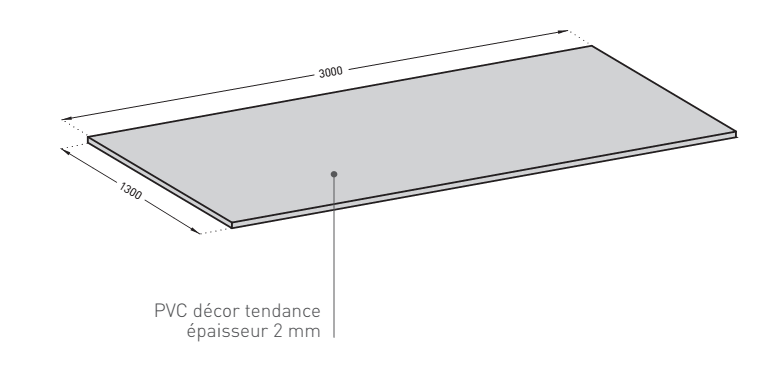 3000
1300
PVC décor tendance
épaisseur 2 mm